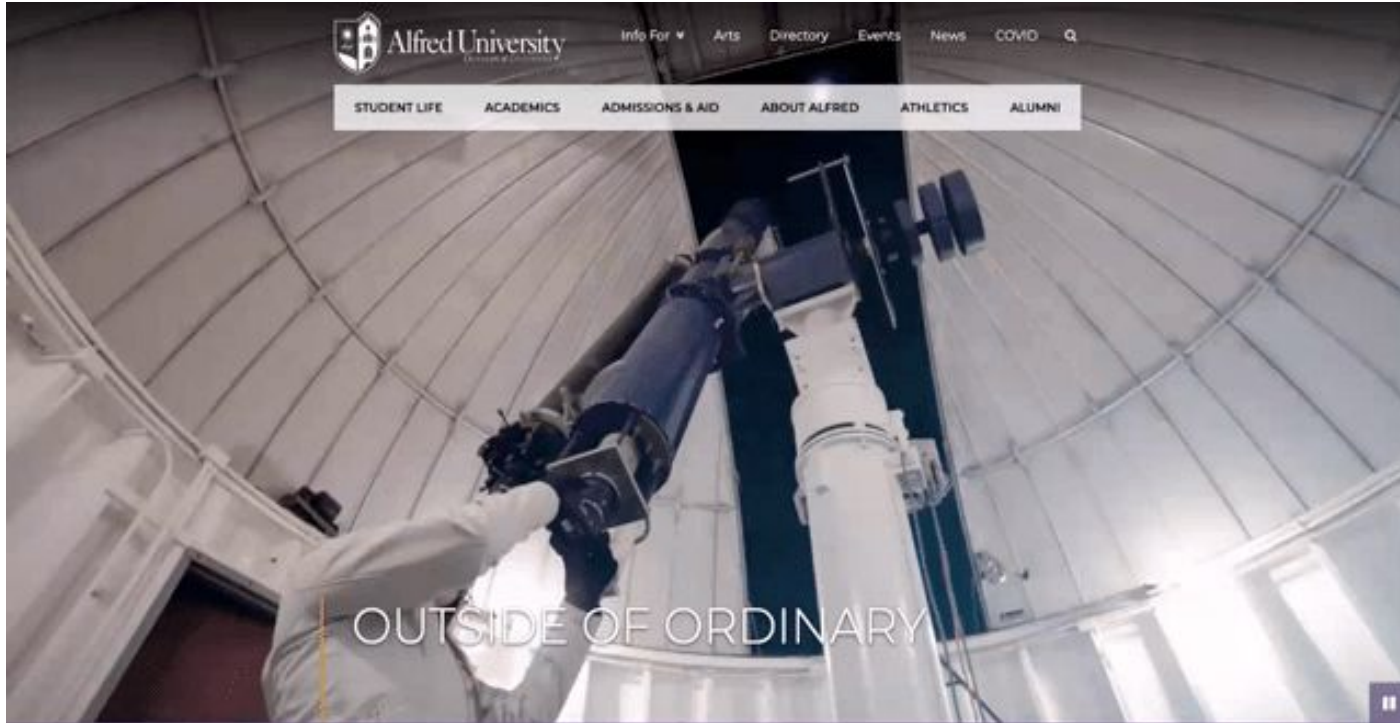 Alfred University
Info For Arts Directory Events News COVID
STUDENT LIFE ACADEMICS ADMISSIONS & AID ABOUT ALFRED ATHLETICS ALUMNI
OUTSIDE OF ORDINARY